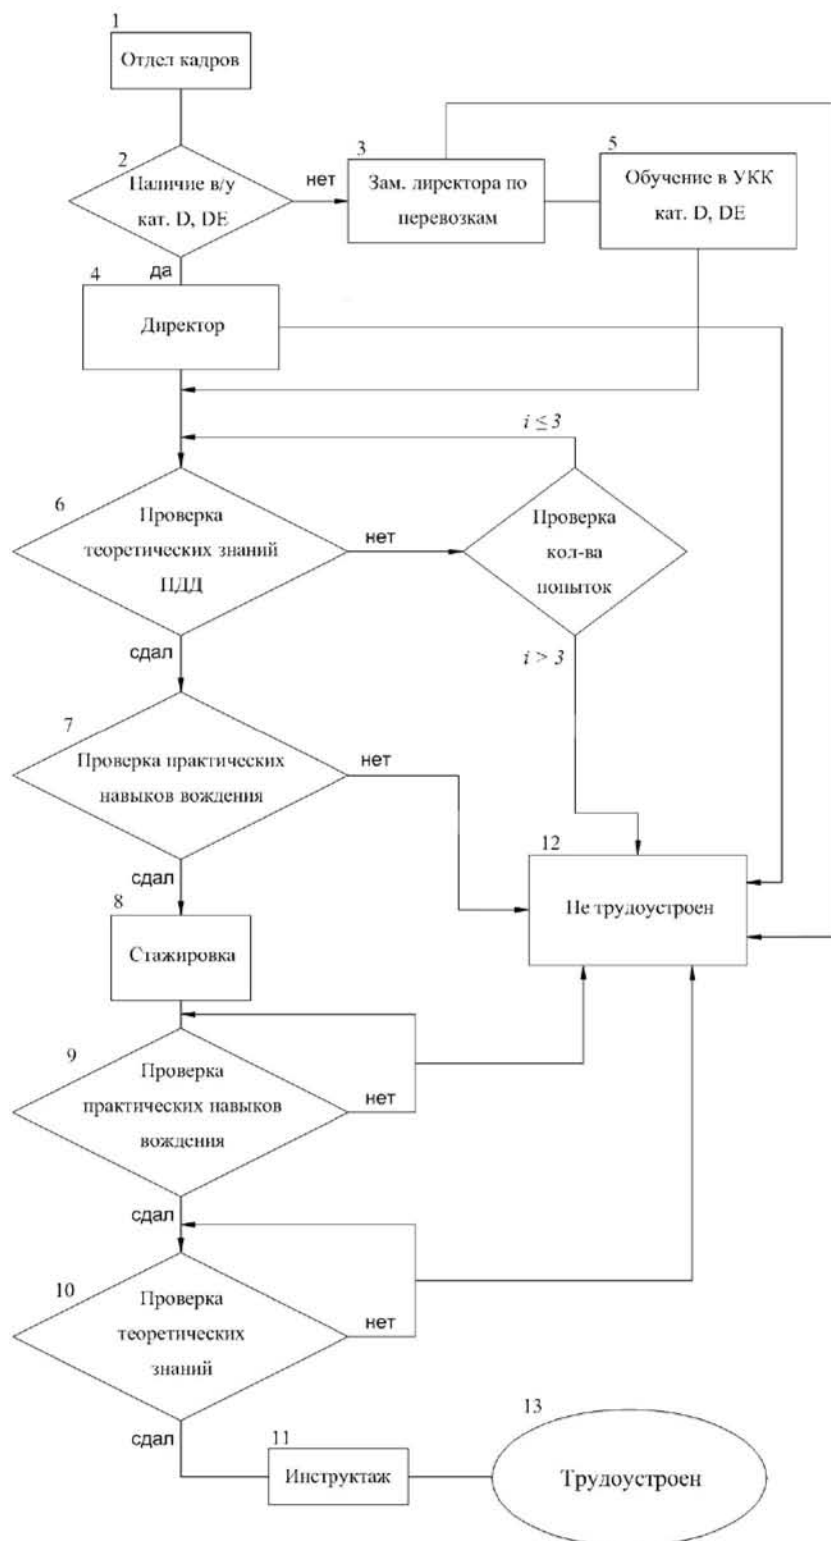 1
Отдел кадров
2
Наличие в/у
кат. D, DE
нет
3
Зам. директора по
перевозкам
5
Обучение в УКК
кат. D, DE
да
4
Директор
i ≤ 3
6
Проверка
теоретических знаний
ПДД
нет
Проверка
кол-ва
попыток
сдал
i > 3
7
Проверка практических
навыков вождения
нет
12
Не трудоустроен
сдал
8
Стажировка
9
Проверка
практических навыков
вождения
нет
сдал
10
Проверка
теоретических
знаний
нет
сдал
11
Инструктаж
13
Трудоустроен